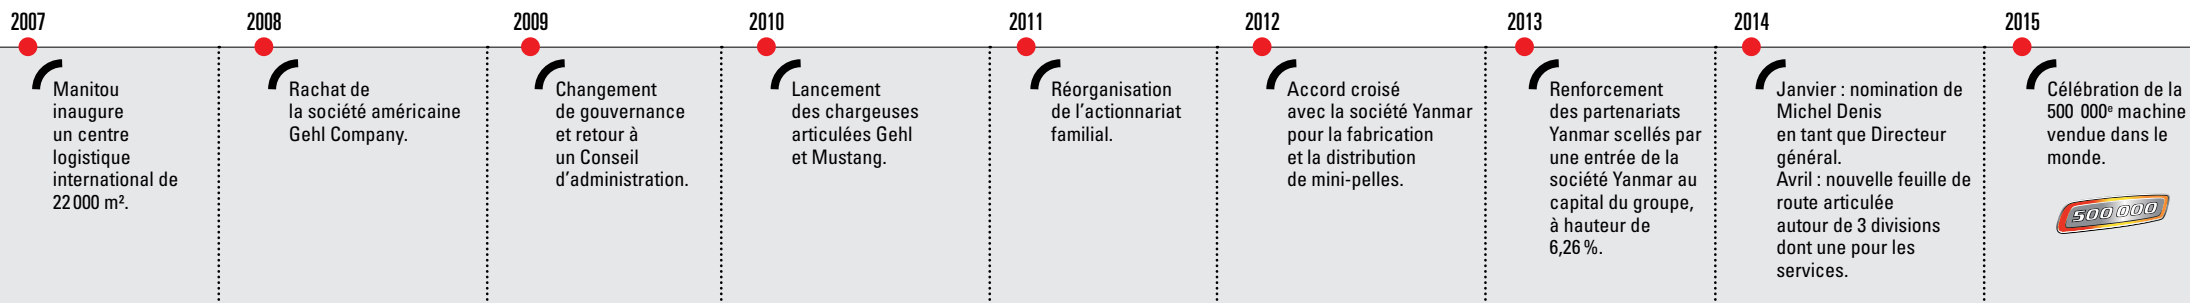 2007
Manitou
inaugure
un centre
logistique
international de
22 000 m².
2008
Rachat de
la société américaine
Gehl Company.
2009
Changement
de gouvernance
et retour à
un Conseil
d’administration.
2010
Lancement
des chargeuses
articulées Gehl
et Mustang.
2011
Réorganisation
de l’actionnariat
familial.
2012
Accord croisé
avec la société Yanmar
pour la fabrication
et la distribution
de mini-pelles.
2013
Renforcement
des partenariats
Yanmar scellés par
une entrée de la
société Yanmar au
capital du groupe,
à hauteur de
6,26 %.
2014
Janvier : nomination de
Michel Denis
en tant que Directeur
général.
Avril : nouvelle feuille de
route articulée
autour de 3 divisions
dont une pour les
services.
2015
Célébration de la
500 000ᵉ machine
vendue dans le
monde.
500 000